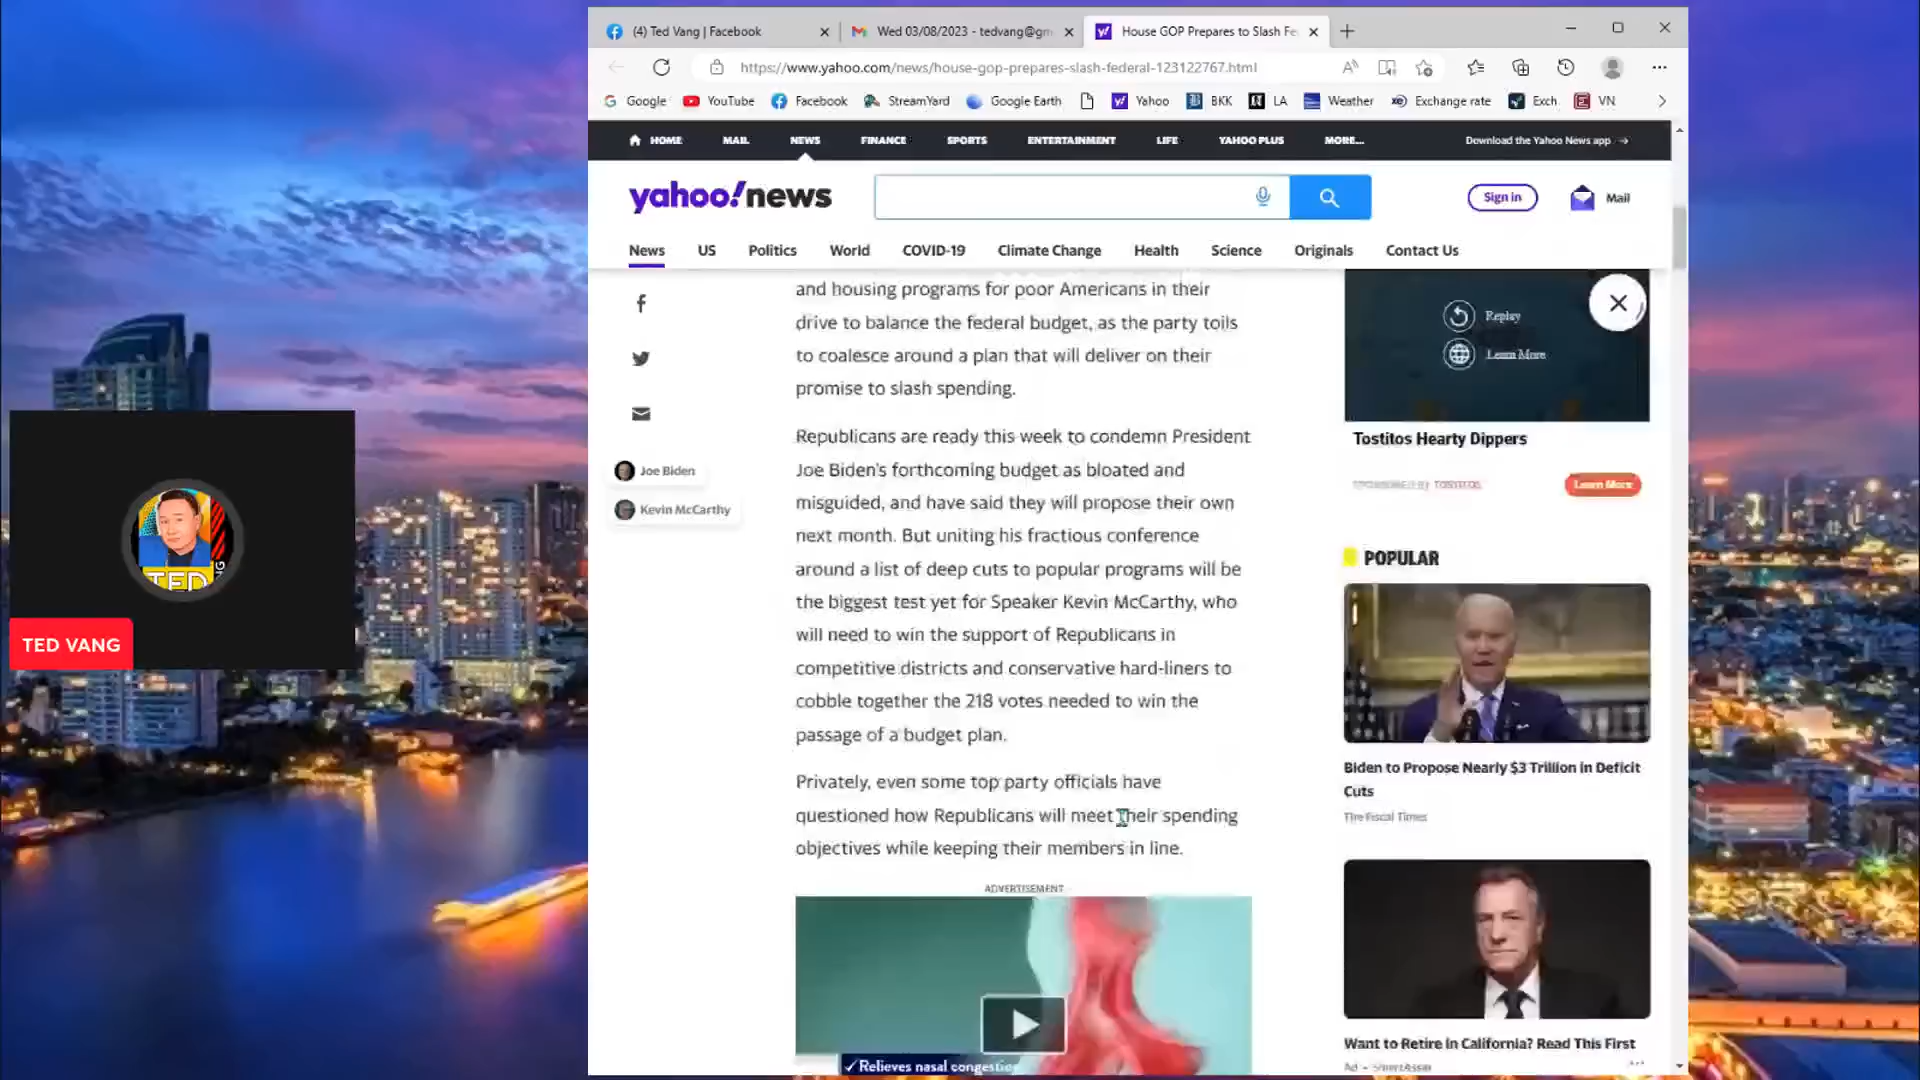 (4) Ted Vang | Facebook
Wed 03/08/2023 - tedvang@gm
House GOP Prepares to Slash Fe
https://www.yahoo.com/news/house-gop-prepares-slash-federal-123122767.html
Google YouTube Facebook StreamYard Google Earth Yahoo BKK LA Weather Exchange rate Exch VN
HOME MAIL NEWS FINANCE SPORTS ENTERTAINMENT LIFE YAHOO PLUS MORE...
Download the Yahoo News app →
yahoo!news
Sign in
Mail
News US Politics World COVID-19 Climate Change Health Science Originals Contact Us
Joe Biden
Kevin McCarthy
and housing programs for poor Americans in their
drive to balance the federal budget, as the party toils
to coalesce around a plan that will deliver on their
promise to slash spending.
Republicans are ready this week to condemn President
Joe Biden's forthcoming budget as bloated and
misguided, and have said they will propose their own
next month. But uniting his fractious conference
around a list of deep cuts to popular programs will be
the biggest test yet for Speaker Kevin McCarthy, who
will need to win the support of Republicans in
competitive districts and conservative hard-liners to
cobble together the 218 votes needed to win the
passage of a budget plan.
Privately, even some top party officials have
questioned how Republicans will meet their spending
objectives while keeping their members in line.
ADVERTISEMENT
✓Relieves nasal congestion
Replay
Learn More
Tostitos Hearty Dippers
SPONSORED BY TOSTITOS
Learn More
POPULAR
Biden to Propose Nearly $3 Trillion in Deficit
Cuts
The Fiscal Times
Want to Retire in California? Read This First
Ad • SmartAsset
TED
TED VANG